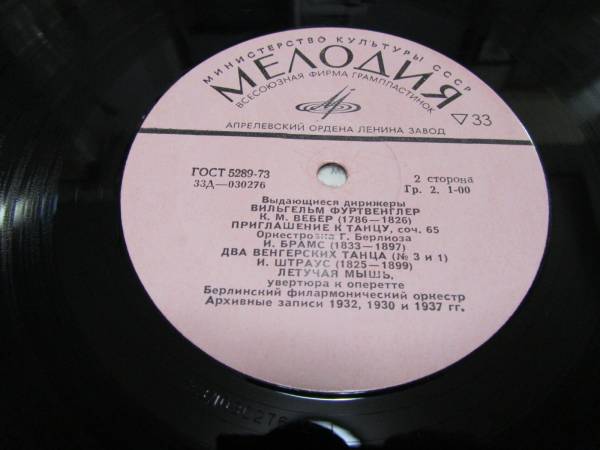 МИНИСТЕРСТВО КУЛЬТУРЫ СССР
МЕЛОДИЯ
ВСЕСОЮЗНАЯ ФИРМА ГРАМПЛАСТИНОК
▽33
АПРЕЛЕВСКИЙ ОРДЕНА ЛЕНИНА ЗАВОД
ГОСТ 5289-73
33Д—030276
2 сторона
Гр. 2. 1-00
Выдающиеся дирижеры
ВИЛЬГЕЛЬМ ФУРТВЕНГЛЕР
К. М. ВЕБЕР (1786—1826)
ПРИГЛАШЕНИЕ К ТАНЦУ, соч. 65
Оркестровка Г. Берлиоза
И. БРАМС (1833—1897)
ДВА ВЕНГЕРСКИХ ТАНЦА (№ 3 и 1)
И. ШТРАУС (1825—1899)
ЛЕТУЧАЯ МЫШЬ,
увертюра к оперетте
Берлинский филармонический оркестр
Архивные записи 1932, 1930 и 1937 гг.